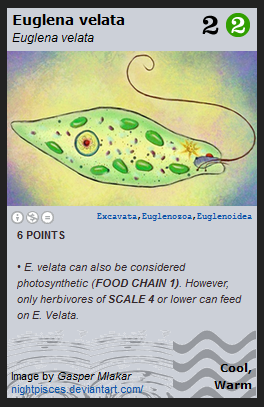 Euglena velata
Euglena velata
2 2
Excavata,Euglenozoa,Euglenoidea
6 POINTS
• E. velata can also be considered
photosynthetic (FOOD CHAIN 1). However,
only herbivores of SCALE 4 or lower can feed
on E. Velata.
Cool,
Warm
Image by Gasper Mlakar
nightpisces.deviantart.com/